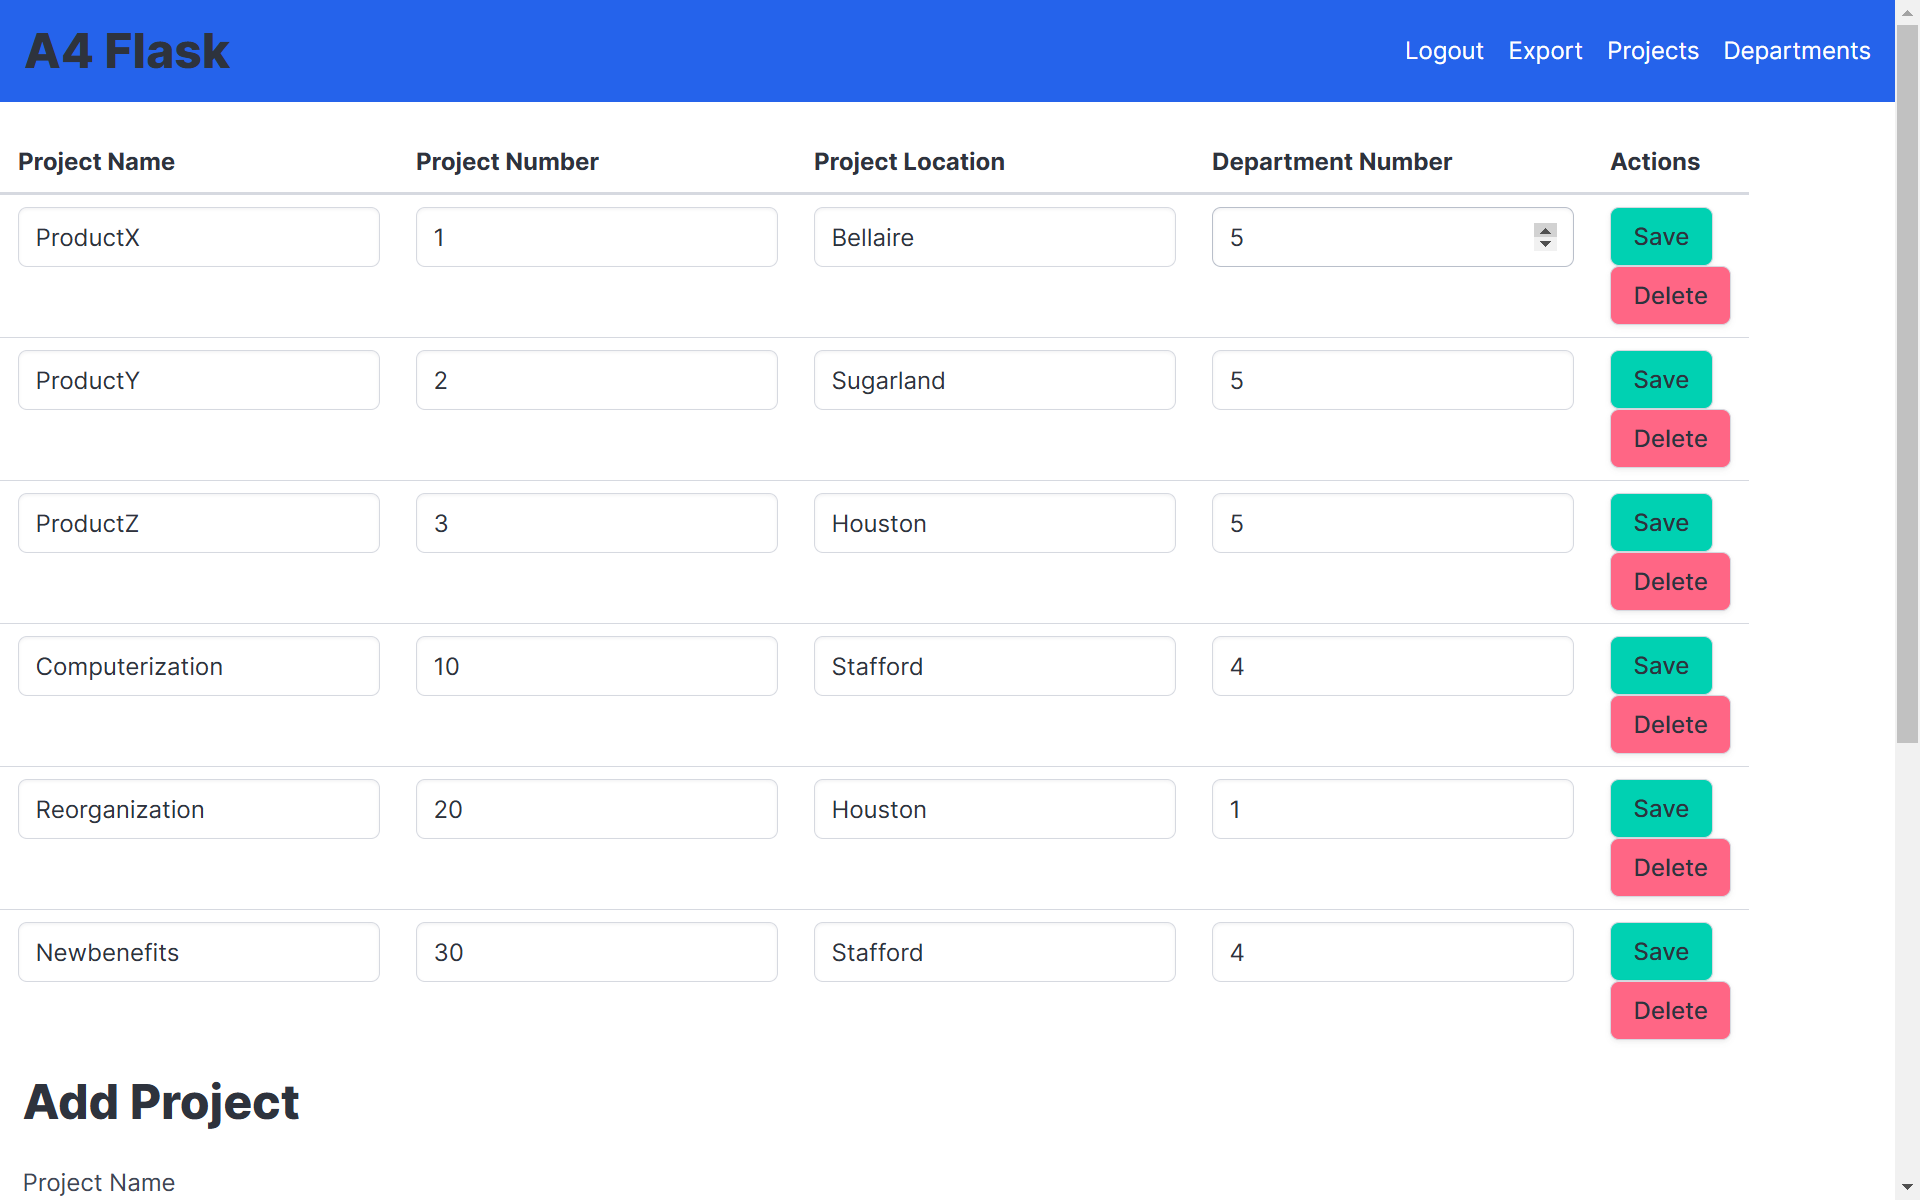 A4 Flask
Logout Export Projects Departments
Project Name Project Number Project Location Department Number Actions
ProductX 1 Bellaire 5 Save
Delete
ProductY 2 Sugarland 5 Save
Delete
ProductZ 3 Houston 5 Save
Delete
Computerization 10 Stafford 4 Save
Delete
Reorganization 20 Houston 1 Save
Delete
Newbenefits 30 Stafford 4 Save
Delete
Add Project
Project Name